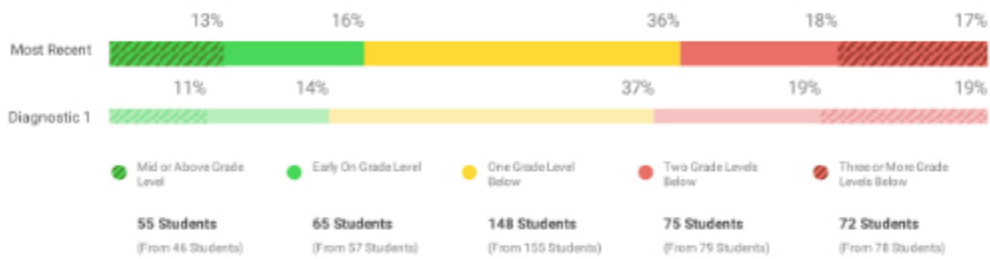 13% 16% 36% 18% 17%
Most Recent
11% 14% 37% 19% 19%
Diagnostic 1
Mid or Above Grade
Level
Early On Grade Level
One Grade Level
Below
Two Grade Levels
Below
Three or More Grade
Levels Below
55 Students
(From 46 Students)
65 Students
(From 57 Students)
148 Students
(From 155 Students)
75 Students
(From 79 Students)
72 Students
(From 78 Students)